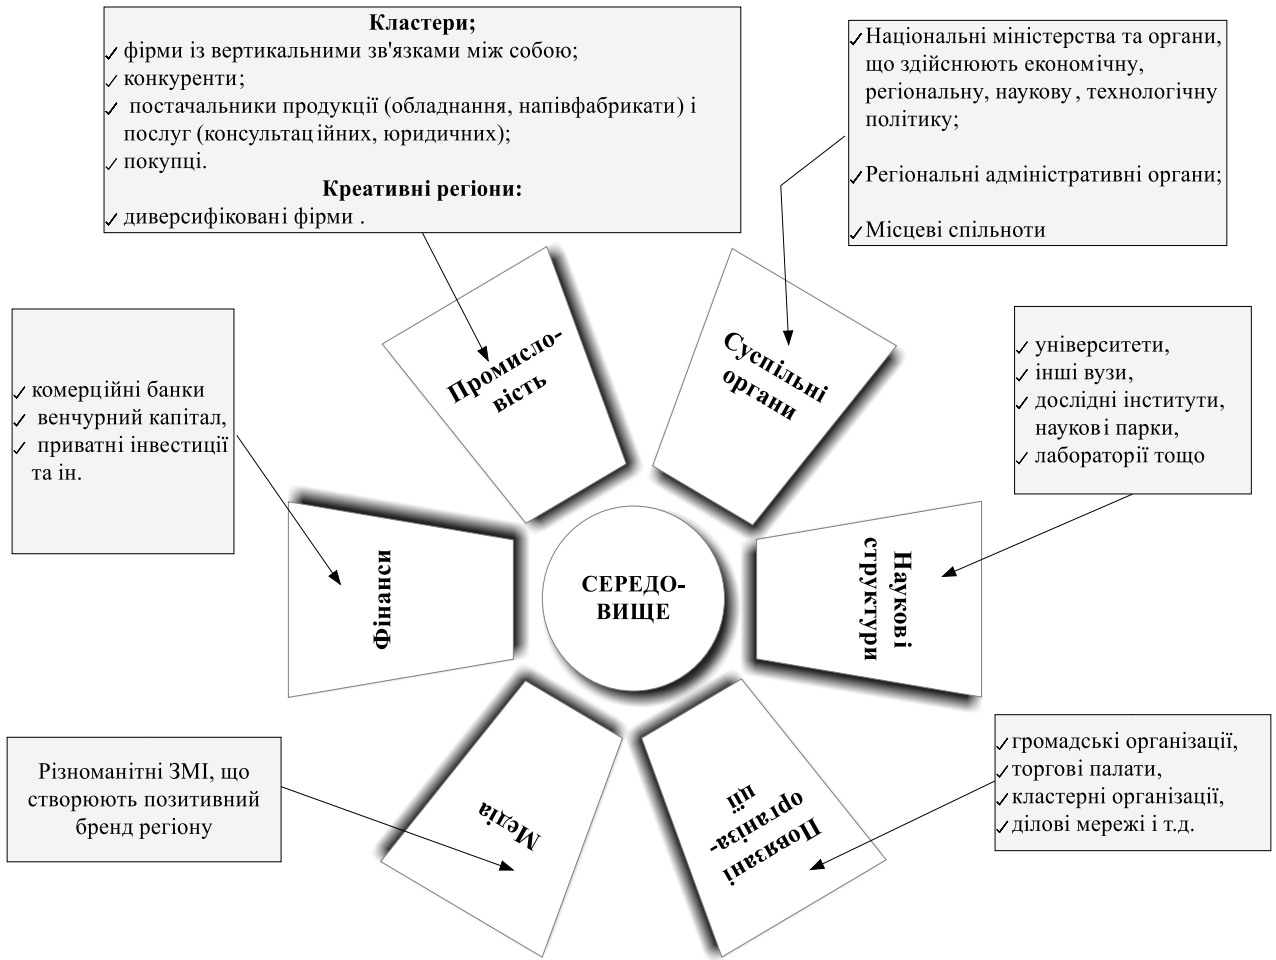 Кластери;
✓ фірми із вертикальними зв'язками між собою;
✓ конкуренти;
✓ постачальники продукції (обладнання, напівфабрикати) і
послуг (консультаційних, юридичних);
✓ покупці.
Креативні регіони:
✓ диверсифіковані фірми .
✓ Національні міністерства та органи,
що здійснюють економічну,
регіональну, наукову, технологічну
політику;
✓ Регіональні адміністративні органи;
✓ Місцеві спільноти
✓ комерційні банки
✓ венчурний капітал,
✓ приватні інвестиції
та ін.
✓ університети,
✓ інші вузи,
✓ дослідні інститути,
наукові парки,
✓ лабораторії тощо
Промисло-
вість
Суспільні
органи
Фінанси
СЕРЕДО-
ВИЩЕ
Наукові
структури
Медіа
Повязані
організа-
ції
Різноманітні ЗМІ, що
створюють позитивний
бренд регіону
✓ громадські організації,
✓ торгові палати,
✓ кластерні організації,
✓ ділові мережі і т.д.